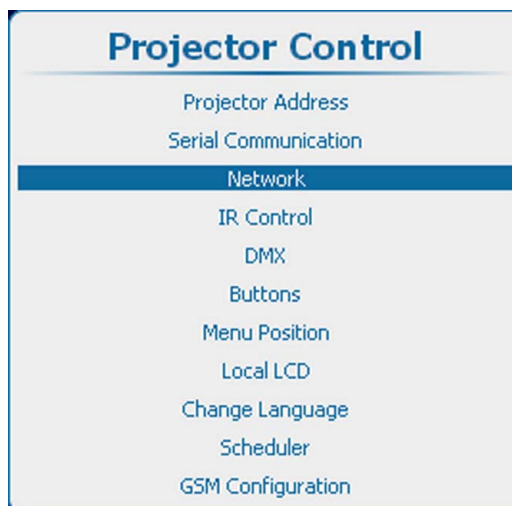 Projector Control
Projector Address
Serial Communication
Network
IR Control
DMX
Buttons
Menu Position
Local LCD
Change Language
Scheduler
GSM Configuration